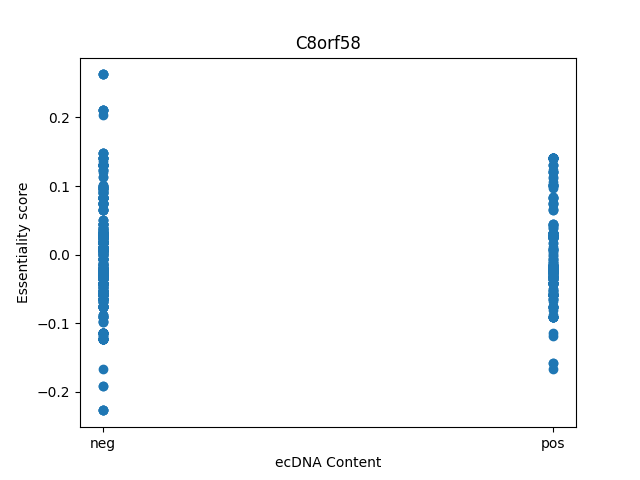 C8orf58
Essentiality score
0.2
0.1
0.0
−0.1
−0.2
neg
pos
ecDNA Content